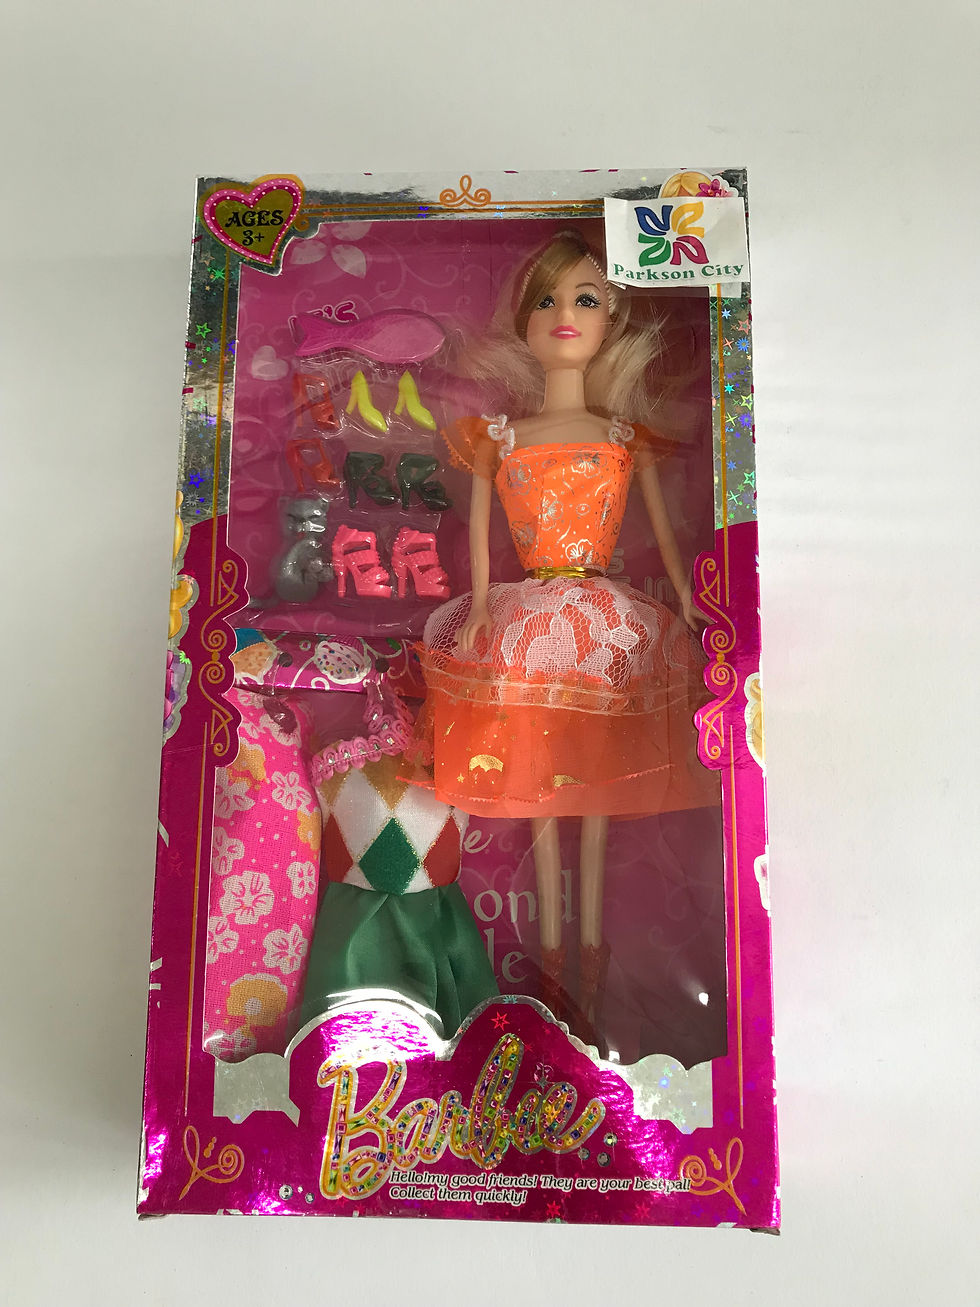 AGES
3+
Parkson City
Barbie
Hello!my good friends! They are your best pal!
Collect them quickly!